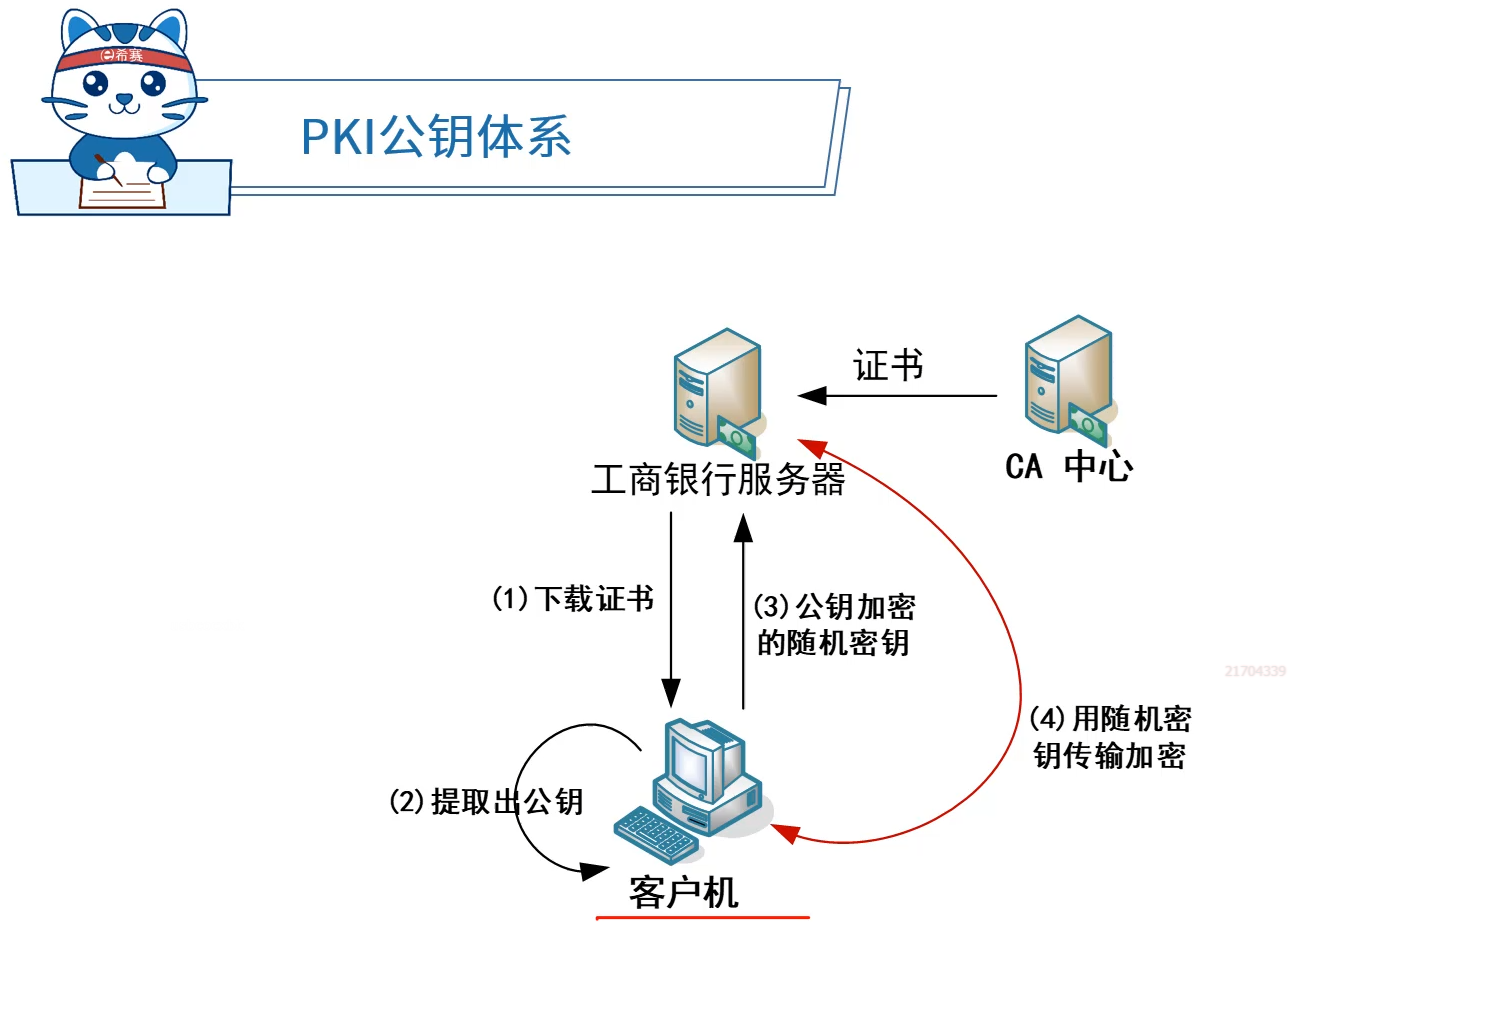 e希赛
PKI公钥体系
证书
CA 中心
工商银行服务器
(1)下载证书
(3)公钥加密
的随机密钥
21704339
(4)用随机密
钥传输加密
(2)提取出公钥
客户机